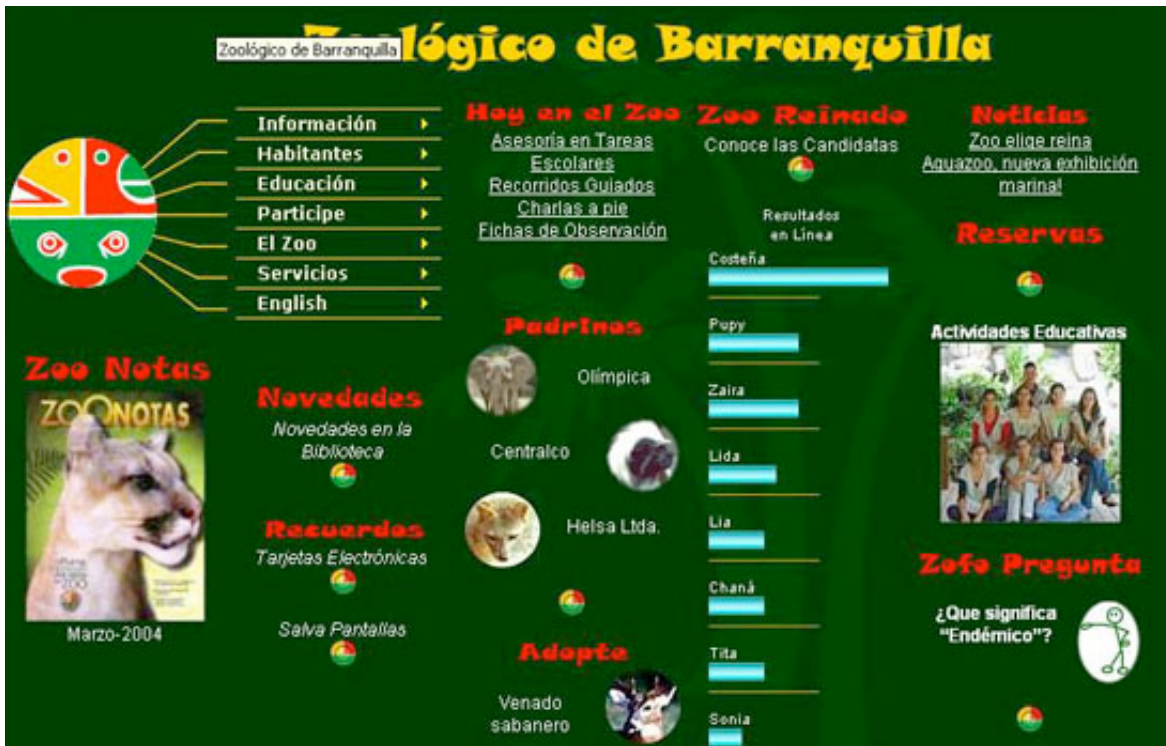 Zoológico de Barranquilla
Zoológico de Barranquilla
Información
Habitantes
Educación
Participe
El Zoo
Servicios
English
Zoo Notas
ZOONOTAS
Marzo-2004
Novedades
Novedades en la
Biblioteca
Recuerdos
Tarjetas Electrónicas
Salva Pantallas
Hoy en el Zoo
Asesoría en Tareas
Escolares
Recorridos Guiados
Charlas a pie
Fichas de Observación
Padrinos
Olímpica
Centralco
Helsa Ltda.
Adopte
Venado
sabanero
Zoo Reinado
Conoce las Candidatas
Resultados
en Línea
Costeña
Pupy
Zaira
Lida
Lia
Chaná
Tita
Sonia
Noticias
Zoo elige reina
Aquazoo, nueva exhibición
marina!
Reservas
Actividades Educativas
Zofo Pregunta
¿Que significa
"Endémico"?